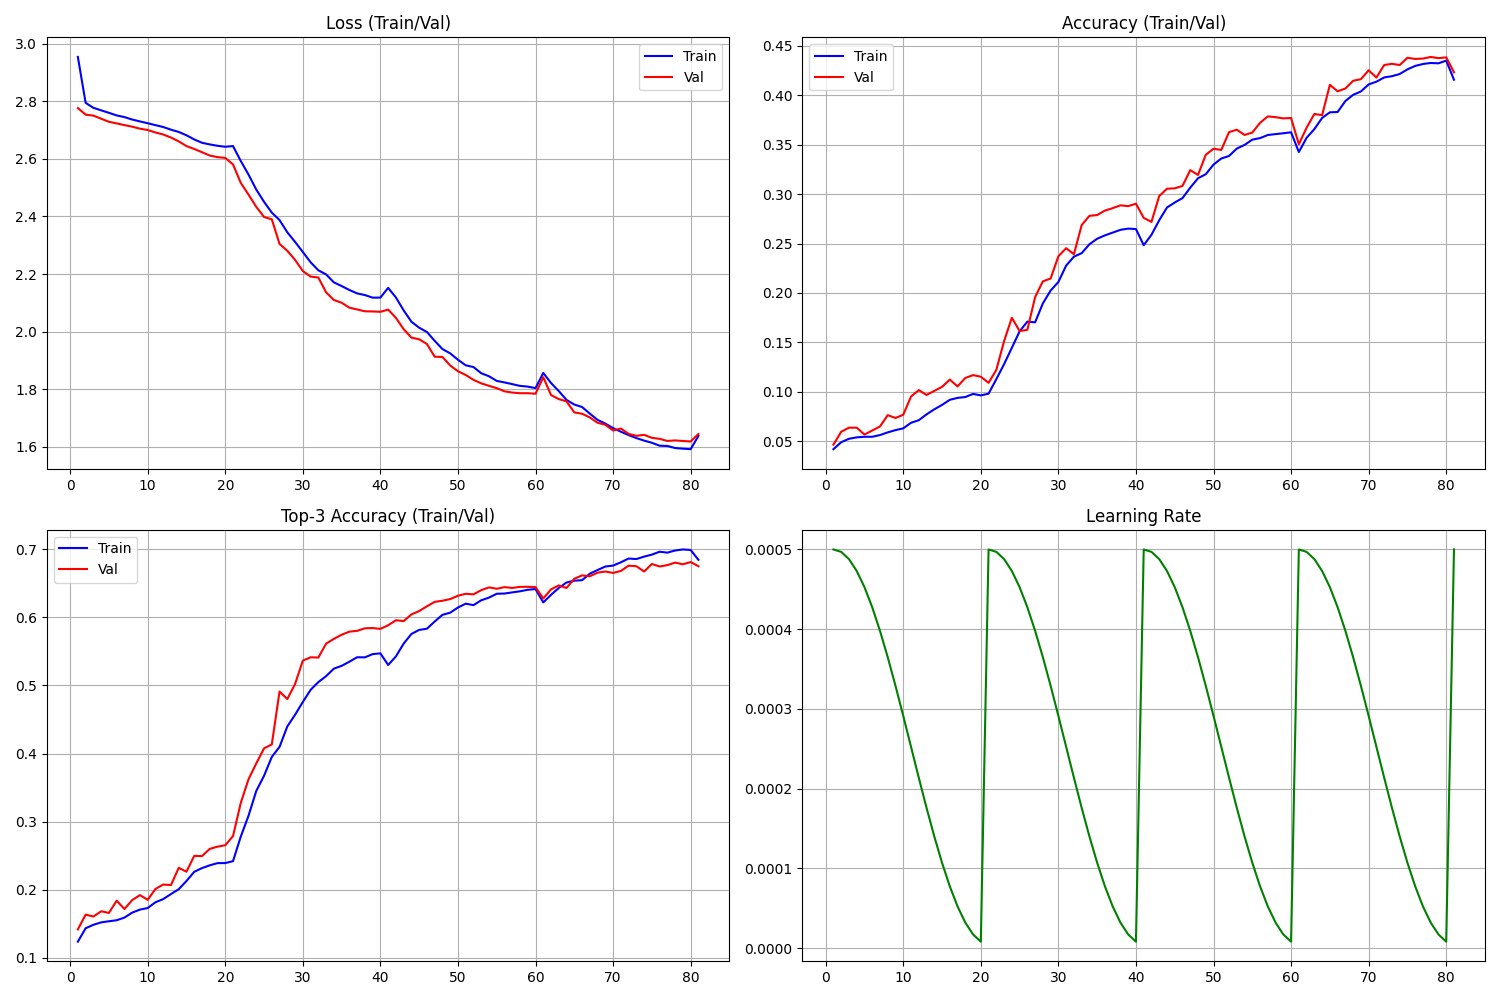 Loss (Train/Val)
3.0
2.8
2.6
2.4
2.2
2.0
1.8
1.6
0 10 20 30 40 50 60 70 80
Train
Val
Accuracy (Train/Val)
0.45
0.40
0.35
0.30
0.25
0.20
0.15
0.10
0.05
0 10 20 30 40 50 60 70 80
Train
Val
Top-3 Accuracy (Train/Val)
0.7
0.6
0.5
0.4
0.3
0.2
0.1
0 10 20 30 40 50 60 70 80
Train
Val
Learning Rate
0.0005
0.0004
0.0003
0.0002
0.0001
0.0000
0 10 20 30 40 50 60 70 80